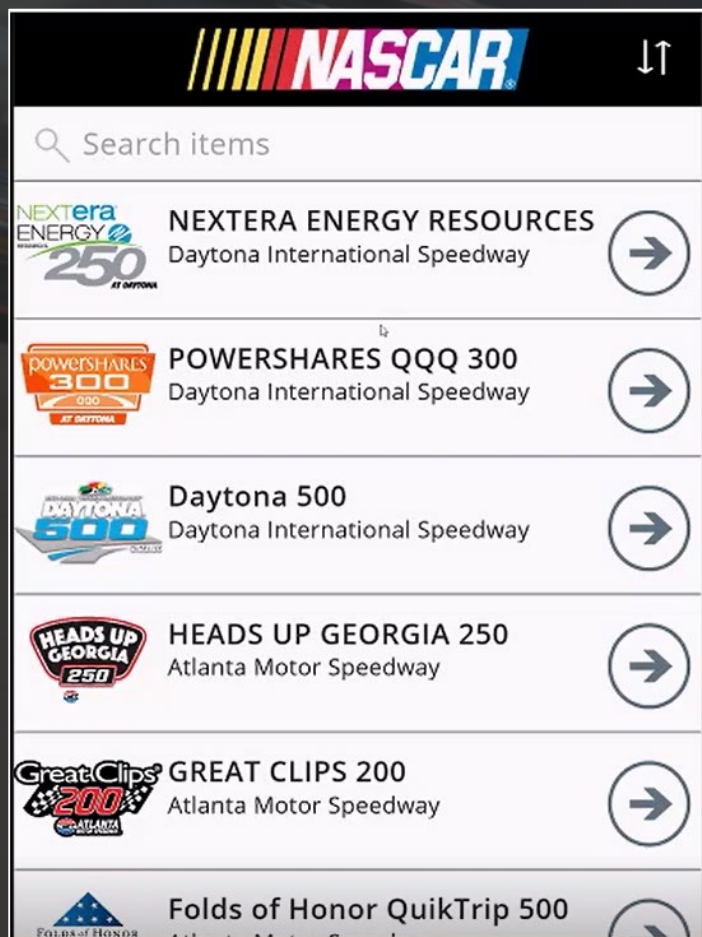 NASCAR
Search items
NEXTera
ENERGY
RESOURCES
250
AT DAYTONA
NEXTERA ENERGY RESOURCES
Daytona International Speedway
powerSHARES
300
QQQ
AT DAYTONA
POWERSHARES QQQ 300
Daytona International Speedway
DAYTONA
500
Daytona 500
Daytona International Speedway
HEADS UP
GEORGIA
250
HEADS UP GEORGIA 250
Atlanta Motor Speedway
Great Clips
200
ATLANTA
GREAT CLIPS 200
Atlanta Motor Speedway
FOLDS of HONOR
Folds of Honor QuikTrip 500